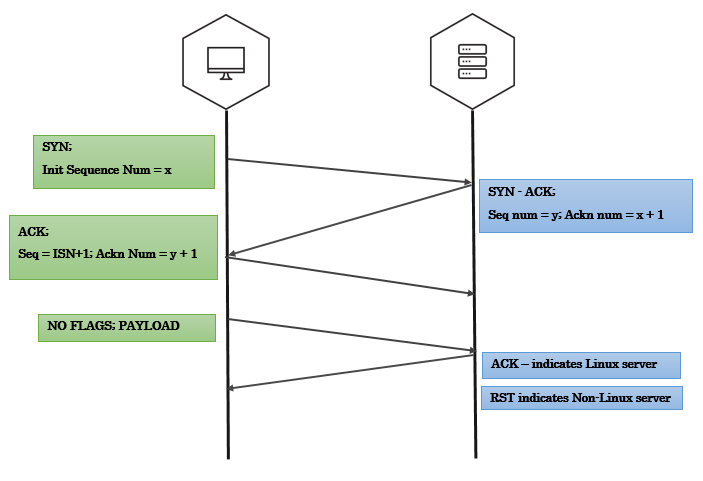 SYN;
Init Sequence Num = x
SYN - ACK;
Seq num = y; Ackn num = x + 1
ACK;
Seq = ISN+1; Ackn Num = y + 1
NO FLAGS; PAYLOAD
ACK – indicates Linux server
RST indicates Non-Linux server